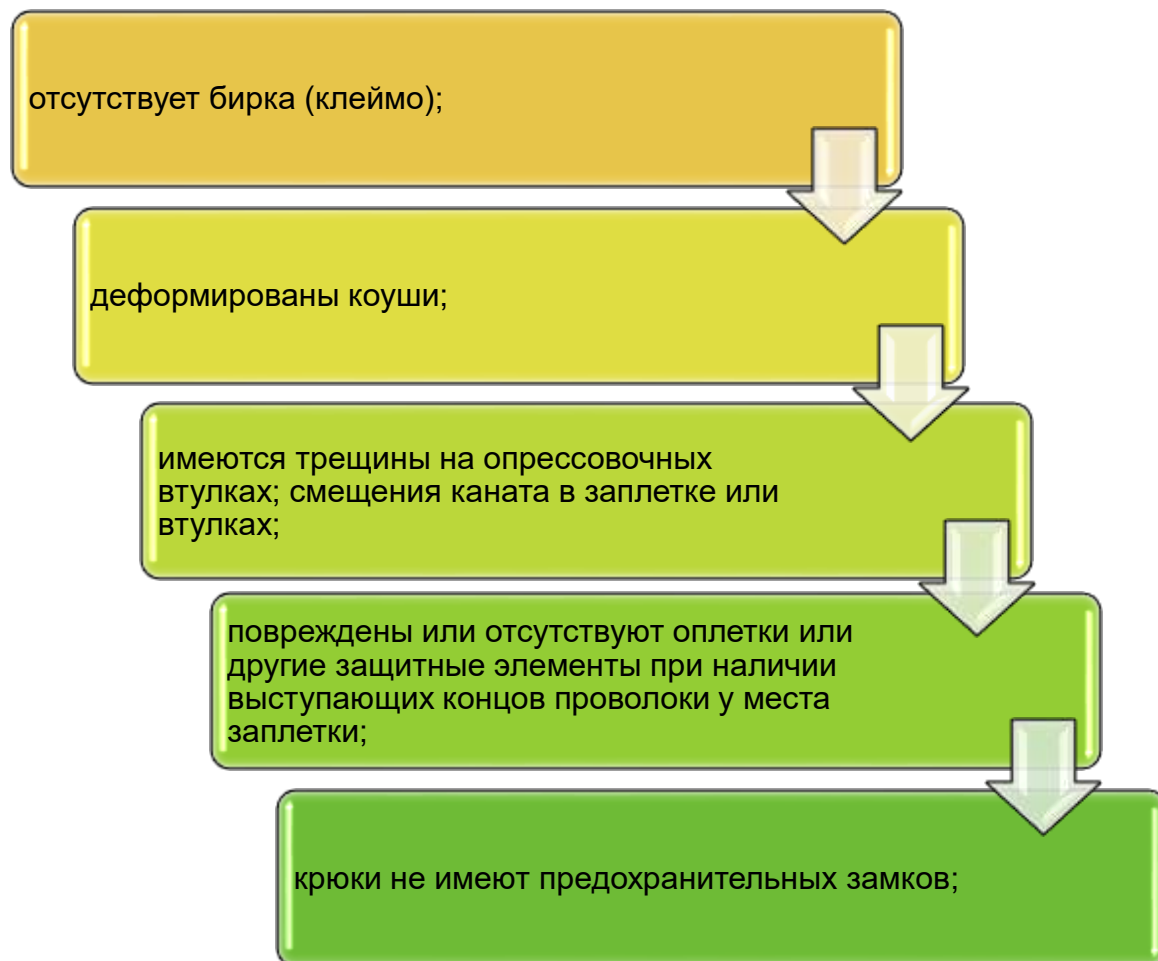 отсутствует бирка (клеймо);
деформированы коуши;
имеются трещины на опрессовочных
втулках; смещения каната в заплетке или
втулках;
повреждены или отсутствуют оплетки или
другие защитные элементы при наличии
выступающих концов проволоки у места
заплетки;
крюки не имеют предохранительных замков;